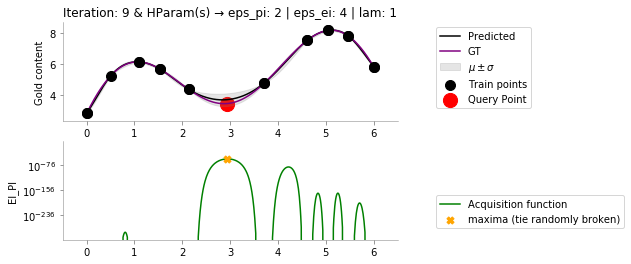 Iteration: 9 & HParam(s) → eps_pi: 2 | eps_ei: 4 | lam: 1
Gold content
8
6
4
0 1 2 3 4 5 6
Predicted
GT
μ ± σ
Train points
Query Point
EI_PI
10^{-76}
10^{-156}
10^{-236}
0 1 2 3 4 5 6
Acquisition function
maxima (tie randomly broken)